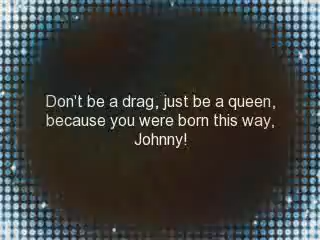 Don't be a drag, just be a queen,
because you were born this way,
Johnny!